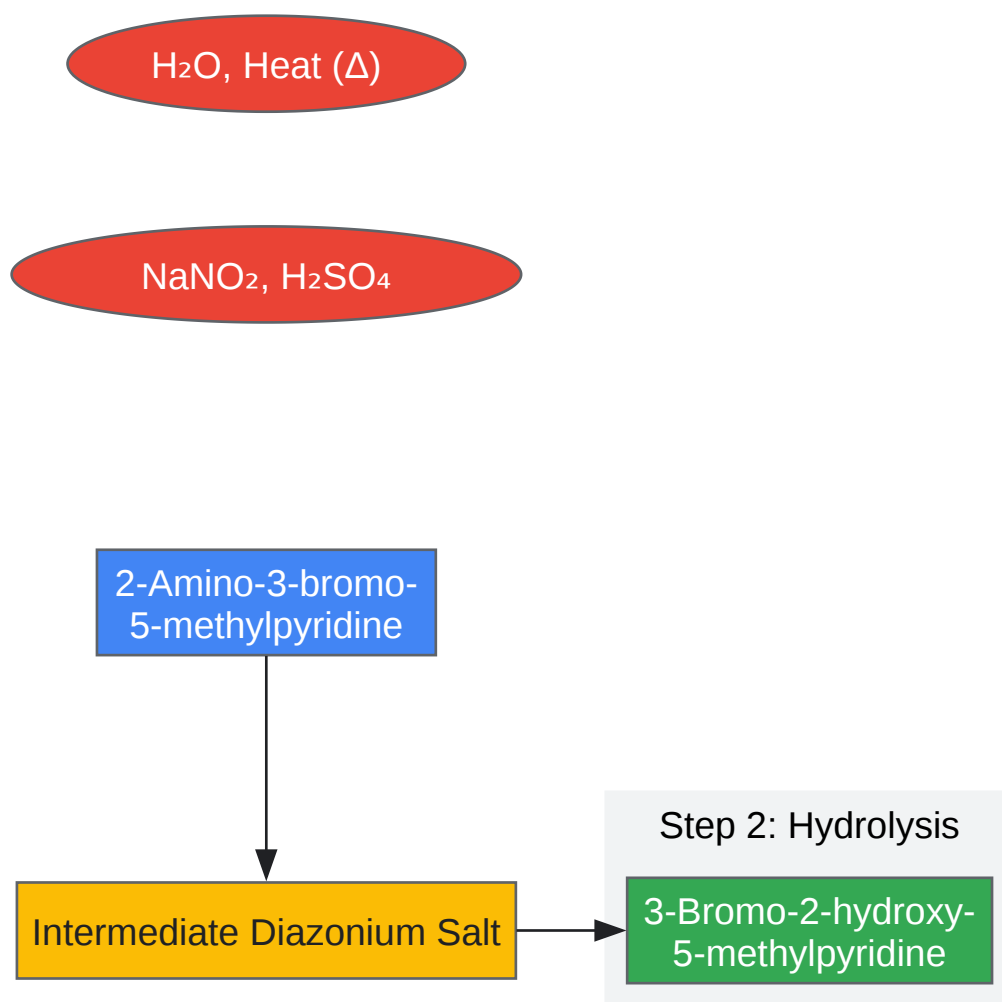 H₂O, Heat (Δ)
NaNO₂, H₂SO₄
2-Amino-3-bromo-
5-methylpyridine
Step 2: Hydrolysis
Intermediate Diazonium Salt
3-Bromo-2-hydroxy-
5-methylpyridine